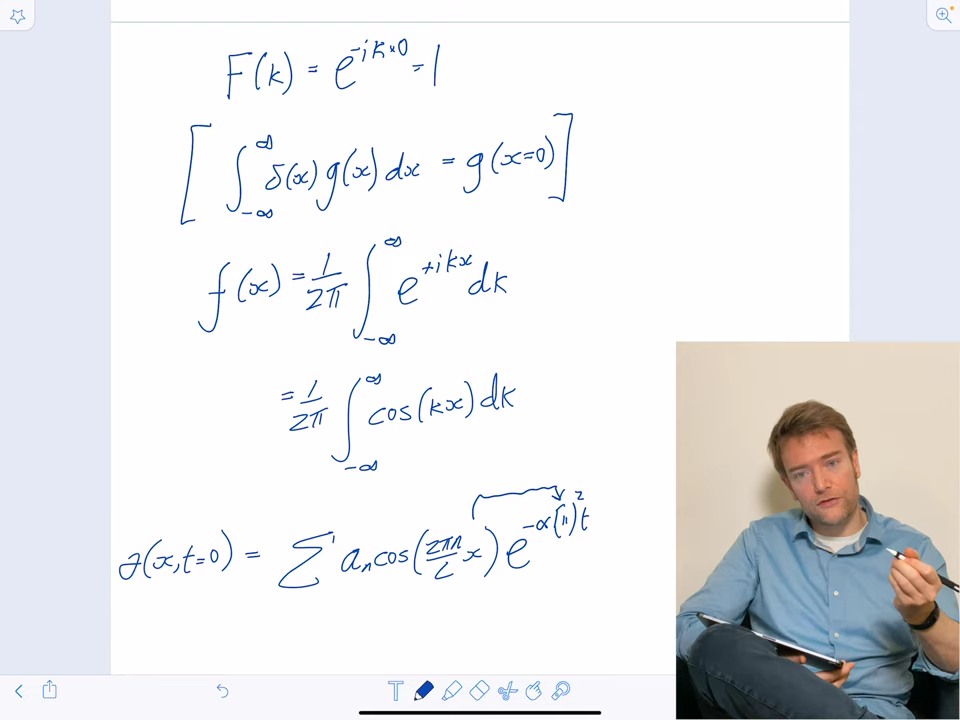 F(k) = e^{-ik×0} = 1
[ ∫_{-∞}^{∞} δ(x) g(x) dx = g(x=0) ]
f(x) = 1/2π ∫_{-∞}^{∞} e^{+ikx} dk
= 1/2π ∫_{-∞}^{∞} cos(kx) dk
(x, t=0) = ∑ a_n cos(2πn/L x) e^{-α(11)^2 t}
T